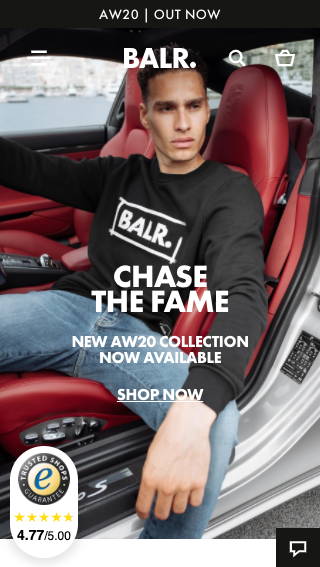 AW20 | OUT NOW
BALR.
BALR.
CHASE
THE FAME
NEW AW20 COLLECTION
NOW AVAILABLE
SHOP NOW
TRUSTED SHOPS
GUARANTEE
4.77/5.00